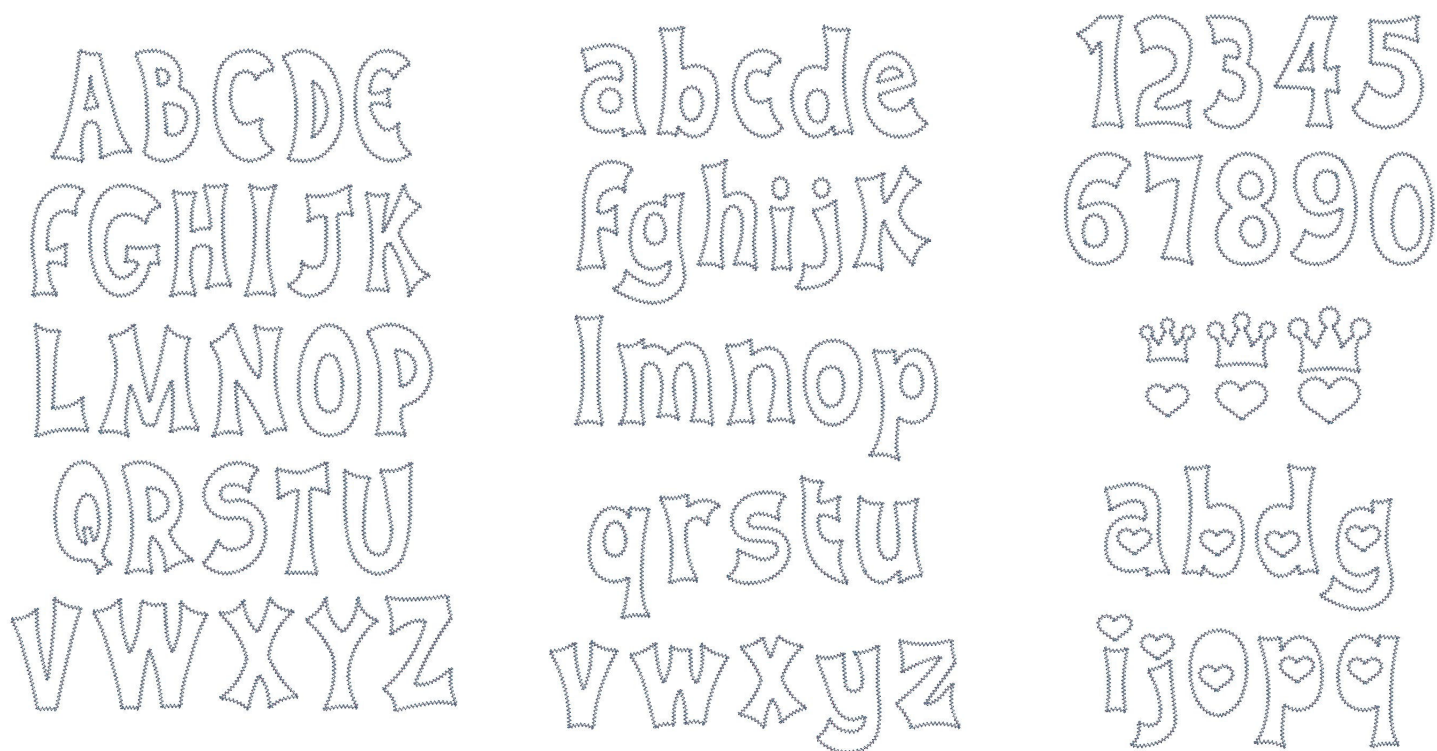 ABCDE
FGHIJK
LMNOP
QRSTU
VWXYZ
abcde
fghijk
lmnop
qrstu
vwxyz
12345
67890
abdg
ijopq